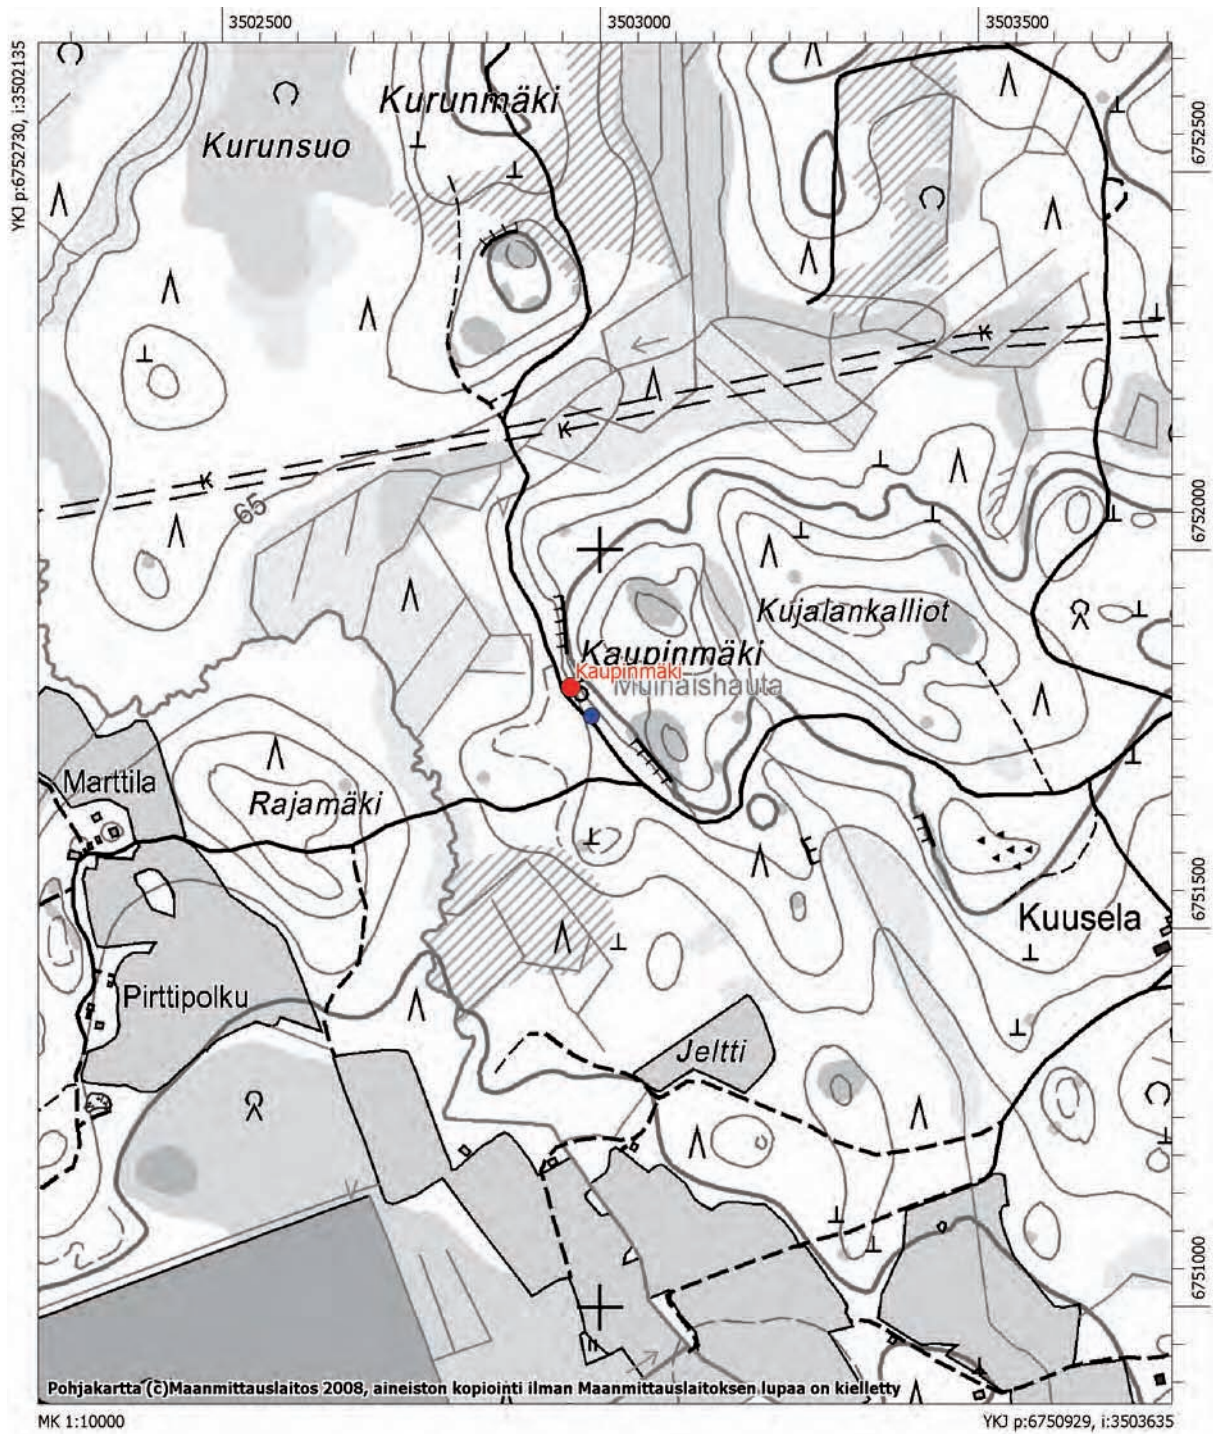 3502500
3503000
3503500
YKJ p:6752730, i:3502135
Kurunmäki
Kurunsuo
6752500
K
K
K
65
6752000
Kujalankalliot
Kaupinmäki
Kaupinmäki
Muinaishauta
Marttila
Rajamäki
6751500
Kuusela
Pirttipolku
Jeltti
6751000
Pohjakartta (c)Maanmittauslaitos 2008, aineiston kopiointi ilman Maanmittauslaitoksen lupaa on kielletty
MK 1:10000
YKJ p:6750929, i:3503635